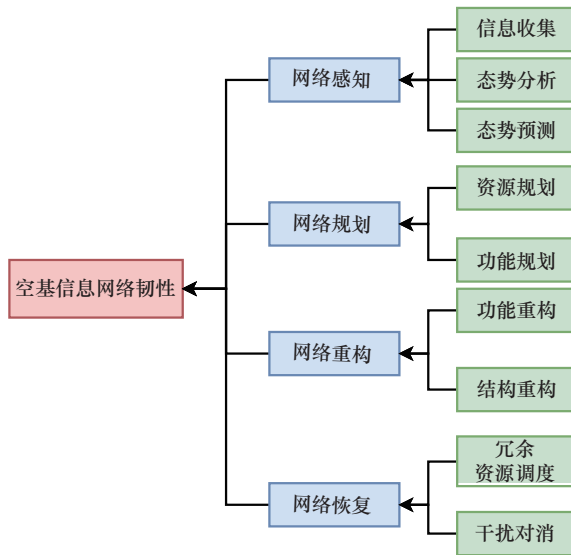 空基信息网络韧性
网络感知
信息收集
态势分析
态势预测
网络规划
资源规划
功能规划
网络重构
功能重构
结构重构
网络恢复
冗余
资源调度
干扰对消